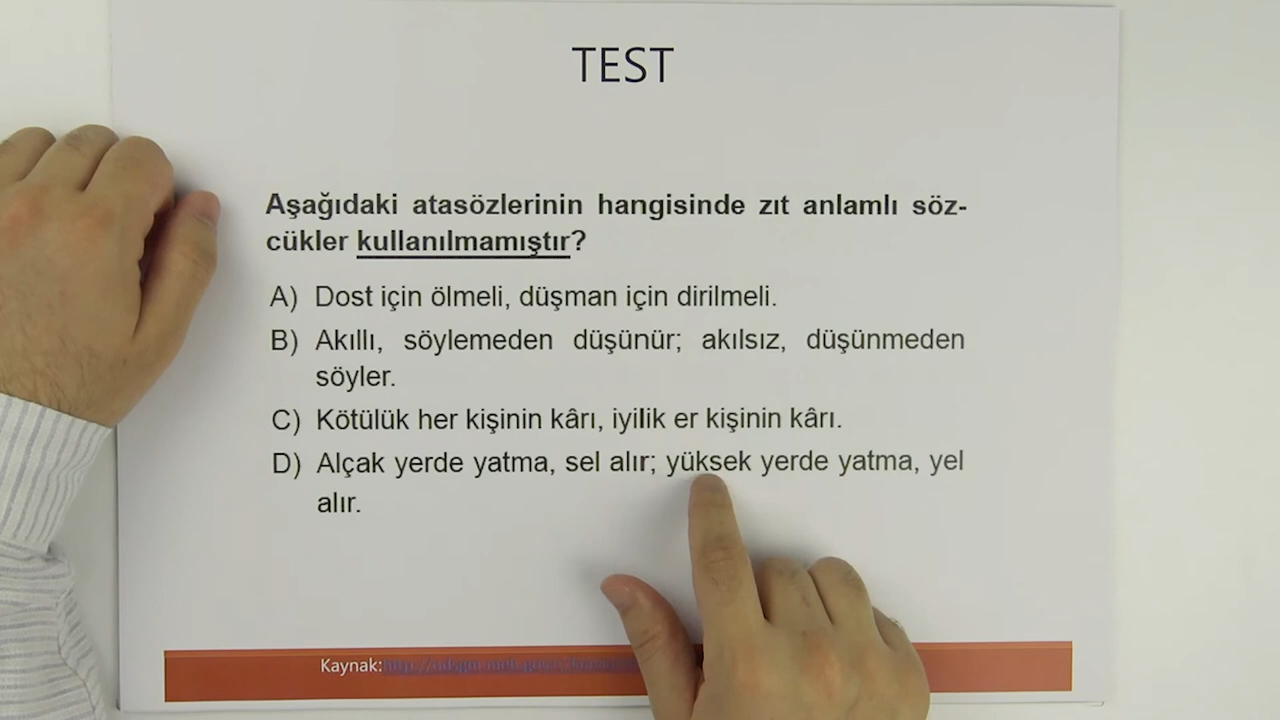 TEST
Aşağıdaki atasözlerinin hangisinde zıt anlamlı söz-
cükler kullanılmamıştır?
A) Dost için ölmeli, düşman için dirilmeli.
B) Akıllı, söylemeden düşünür; akılsız, düşünmeden
söyler.
C) Kötülük her kişinin kârı, iyilik er kişinin kârı.
D) Alçak yerde yatma, sel alır; yüksek yerde yatma, yel
alır.
Kaynak: